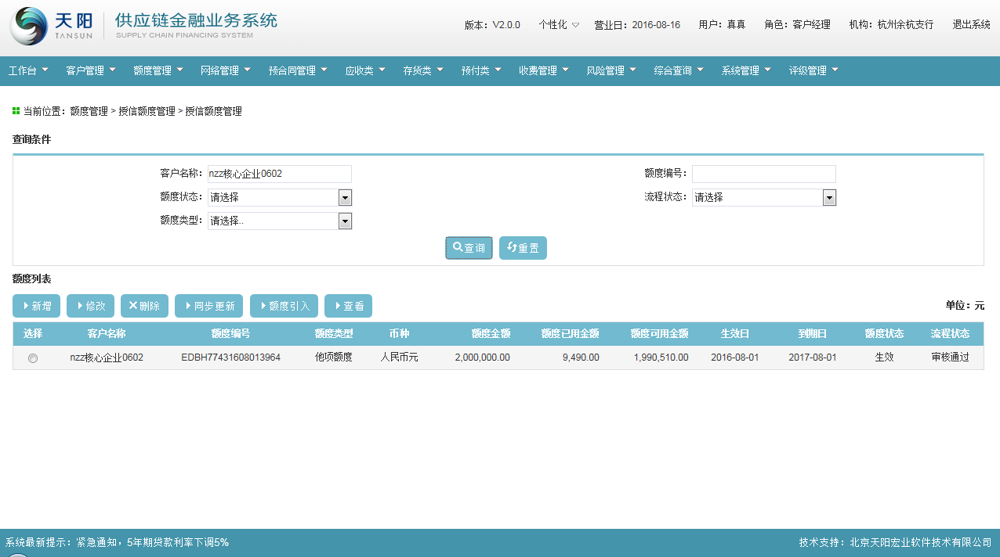 天阳 TANSUN 供应链金融业务系统 SUPPLY CHAIN FINANCING SYSTEM
版本：V2.0.0 个性化 营业日：2016-08-16 用户：真真 角色：客户经理 机构：杭州余杭支行 退出系统
工作台 客户管理 额度管理 网络管理 预合同管理 应收类 存货类 预付类 收费管理 风险管理 综合查询 系统管理 评级管理
当前位置：额度管理 > 授信额度管理 > 授信额度管理
查询条件
客户名称：nzz核心企业0602 额度编号：
额度状态：请选择 流程状态：请选择
额度类型：请选择..
查询 重置
额度列表
新增 修改 删除 同步更新 额度引入 查看 单位：元
选择 客户名称 额度编号 额度类型 币种 额度金额 额度已用金额 额度可用金额 生效日 到期日 额度状态 流程状态
nzz核心企业0602 EDBH77431608013964 他项额度 人民币元 2,000,000.00 9,490.00 1,990,510.00 2016-08-01 2017-08-01 生效 审核通过
系统最新提示：紧急通知，5年期贷款利率下调5% 技术支持：北京天阳宏业软件技术有限公司